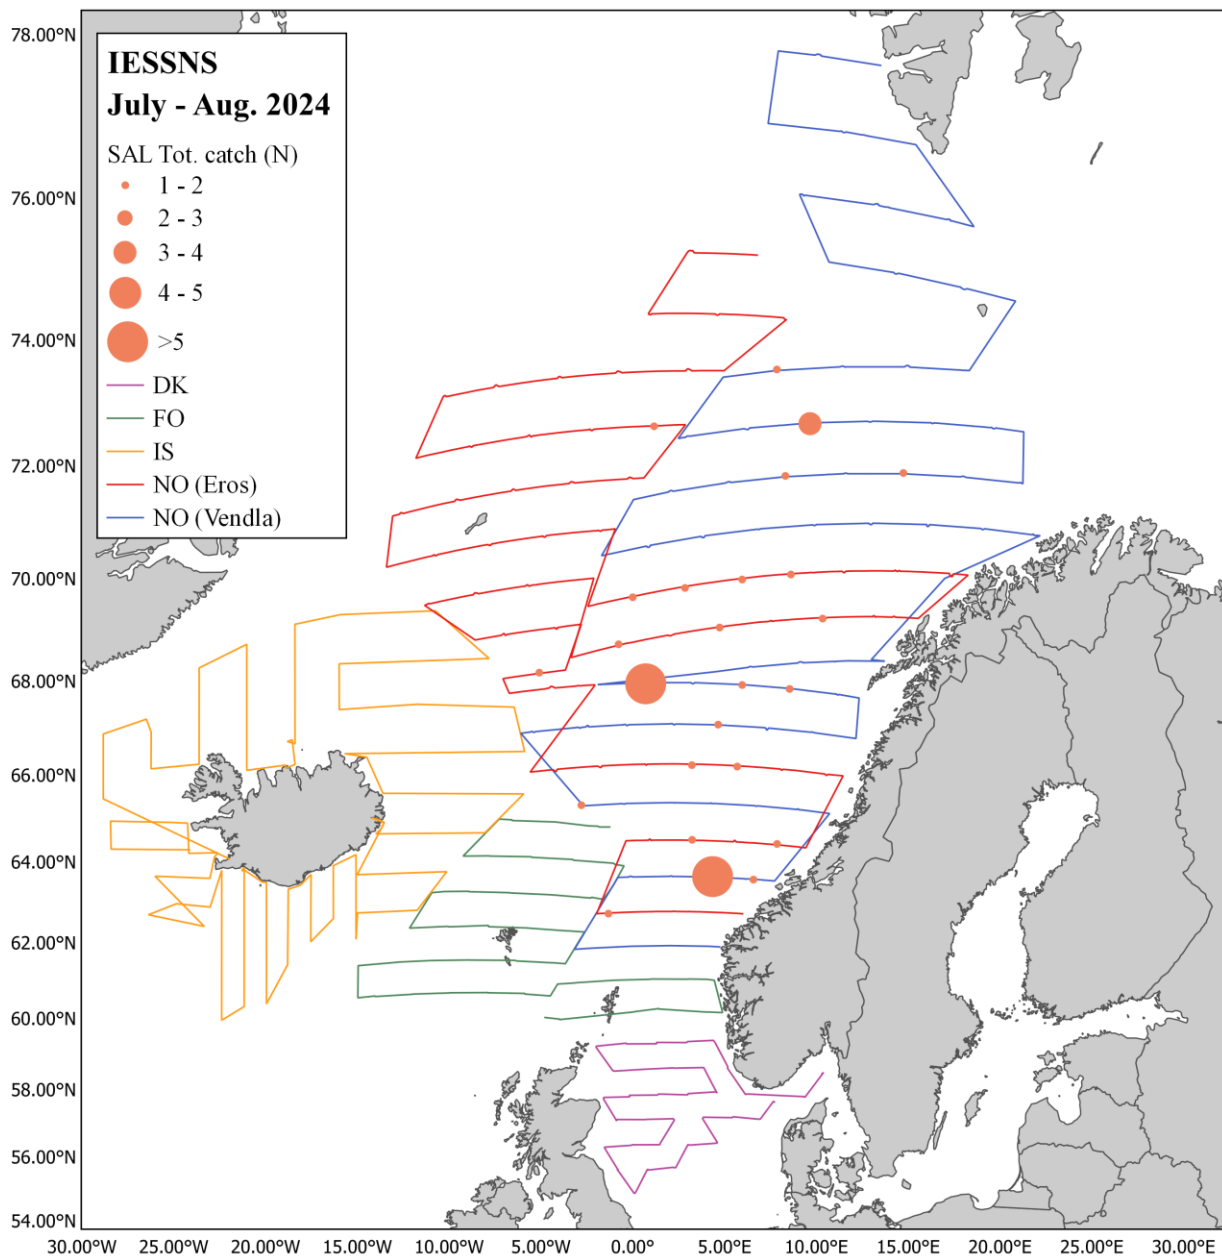 IESSNS
July - Aug. 2024
SAL Tot. catch (N)
1 - 2
2 - 3
3 - 4
4 - 5
>5
DK
FO
IS
NO (Eros)
NO (Vendla)
78.00°N
76.00°N
74.00°N
72.00°N
70.00°N
68.00°N
66.00°N
64.00°N
62.00°N
60.00°N
58.00°N
56.00°N
54.00°N
30.00°W 25.00°W 20.00°W 15.00°W 10.00°W 5.00°W 0.00° 5.00°E 10.00°E 15.00°E 20.00°E 25.00°E 30.00°E